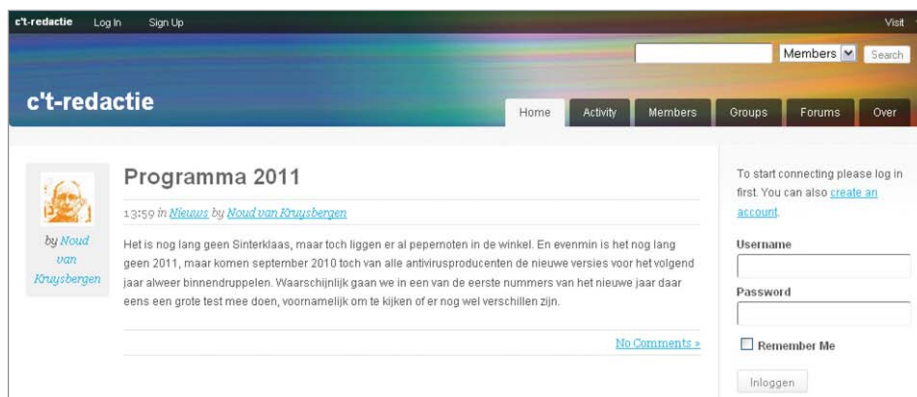 c't-redactie Log In Sign Up Visit
Members Search
c't-redactie
Home Activity Members Groups Forums Over
by Noud
van
Kruysbergen
Programma 2011
13:59 in Nieuws by Noud van Kruysbergen
Het is nog lang geen Sinterklaas, maar toch liggen er al pepernoten in de winkel. En evenmin is het nog lang
geen 2011, maar komen september 2010 toch van alle antivirusproducenten de nieuwe versies voor het volgend
jaar alweer binnendruppelen. Waarschijnlijk gaan we in een van de eerste nummers van het nieuwe jaar daar
eens een grote test mee doen, voornamelijk om te kijken of er nog wel verschillen zijn.
No Comments »
To start connecting please log in
first. You can also create an
account.
Username
Password
Remember Me
Inloggen